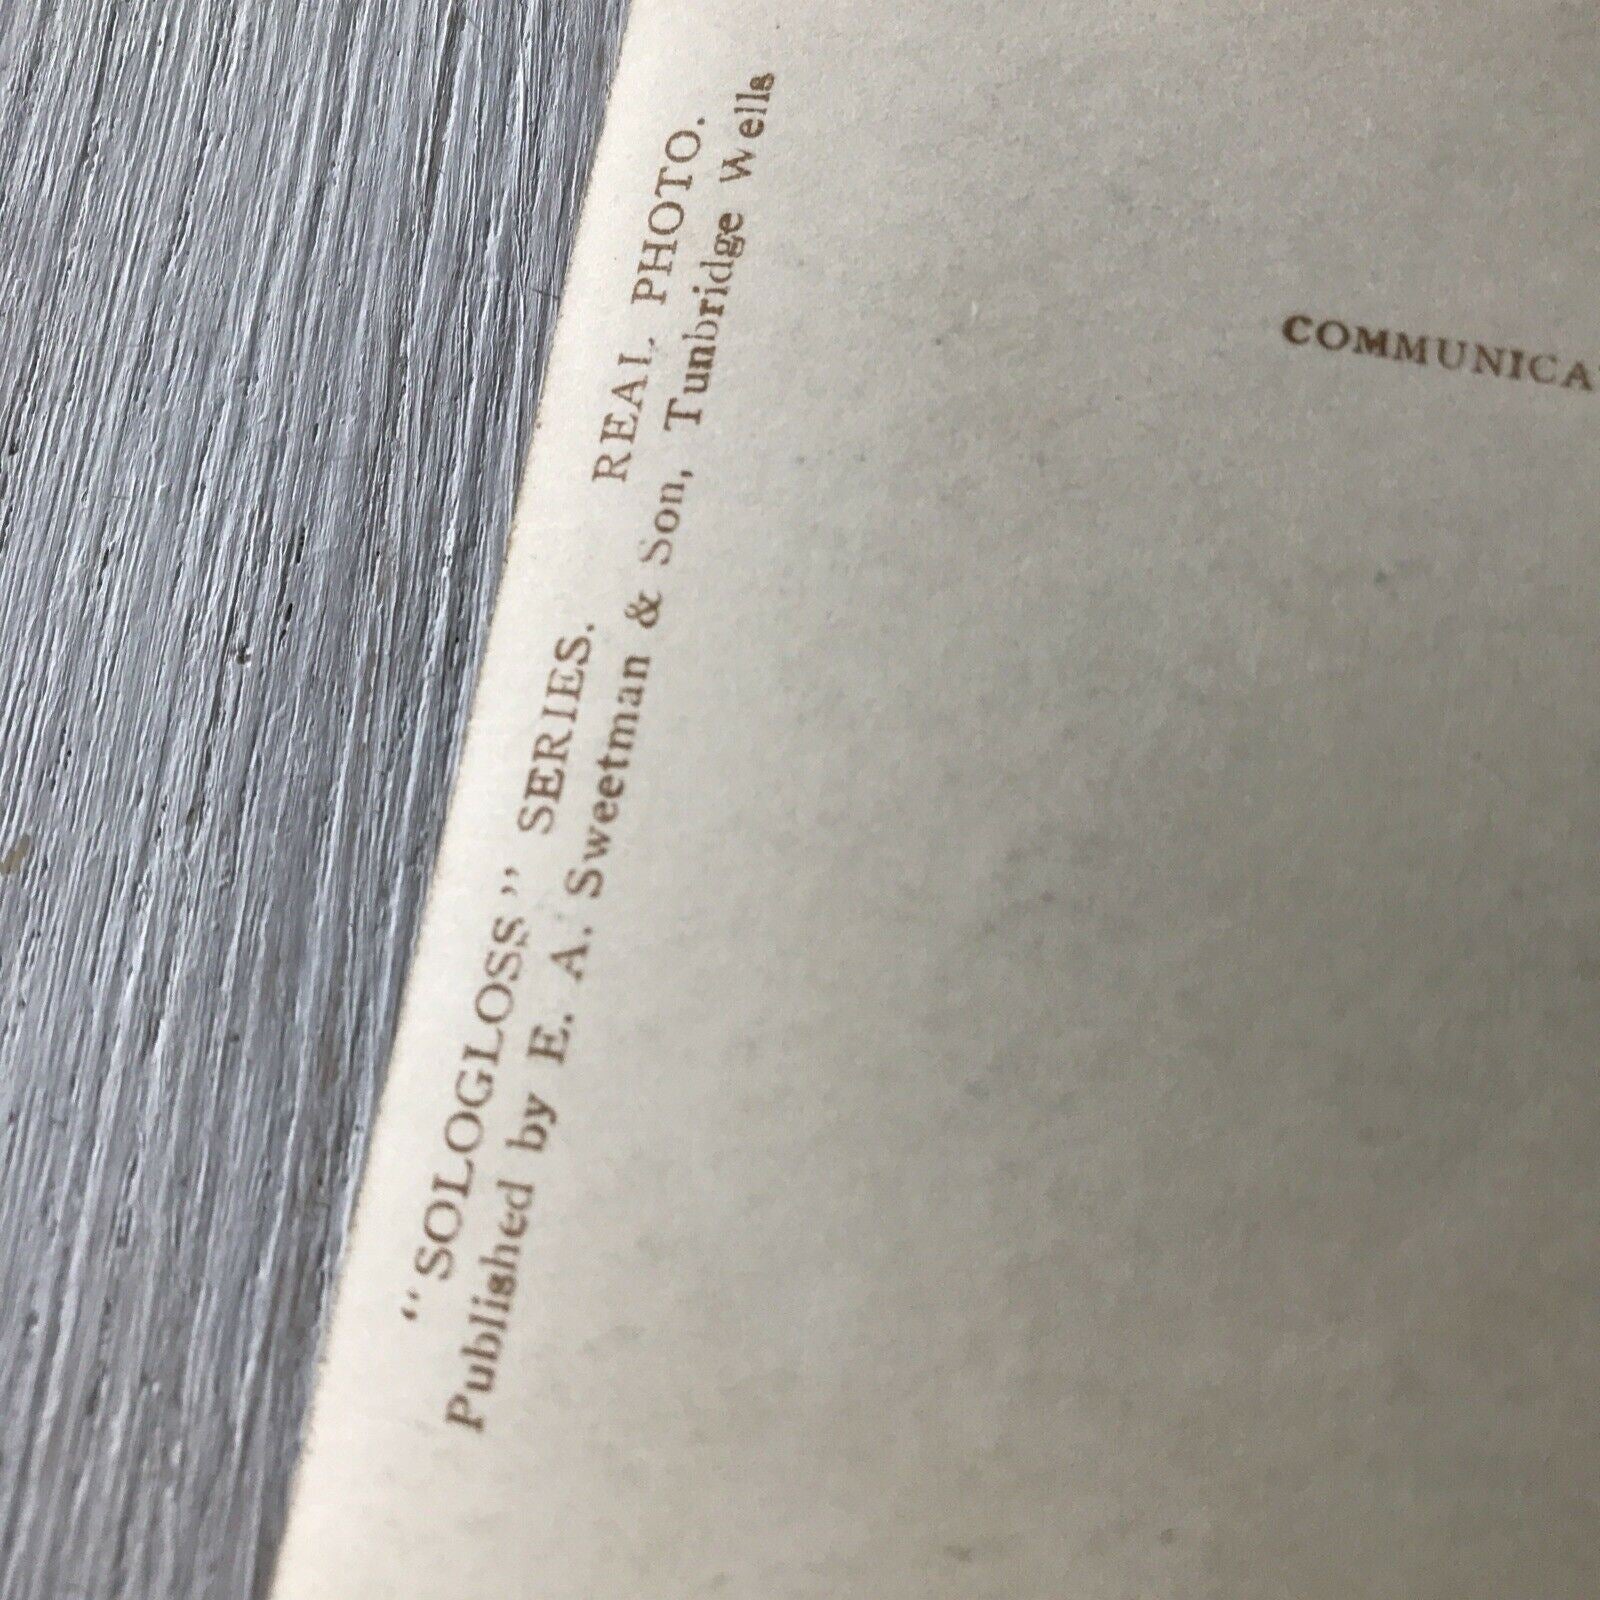 "SOLOGLOSS" SERIES. REAL PHOTO.
Published by E. A. Sweetman & Son, Tunbridge Wells
COMMUNICA